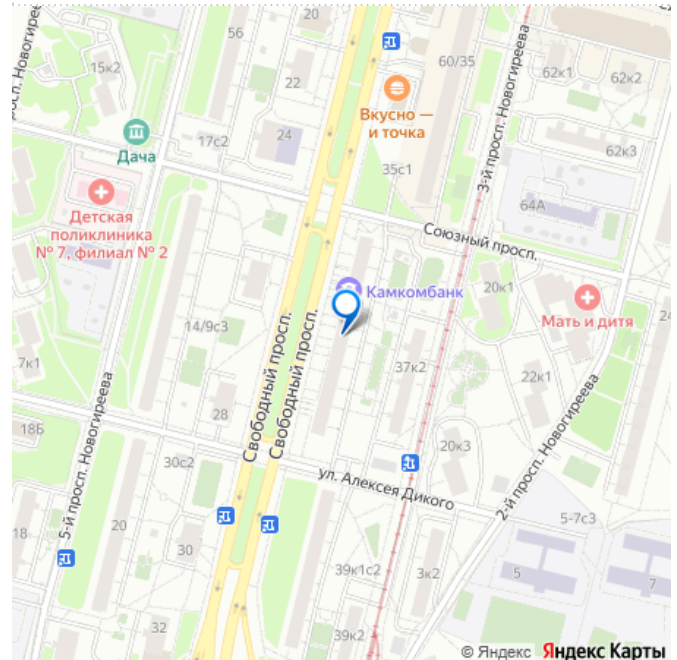 20
56
просп. Новогиреева
15к2
22
60/35
62к1
62к2
Вкусно —
и точка
3-й просп. Новогиреева
Дача
17с2
24
62к3
35с1
Детская
поликлиника
№ 7, филиал № 2
64А
Союзный просп.
20к1
Камкомбанк
Мать и дитя
14/9с3
Свободный просп.
Свободный просп.
7к1
37к2
22к1
28
18Б
5-й просп. Новогиреева
30с2
20к3
2-й просп. Новогиреева
ул. Алексея Дикого
5-7с3
20
18
30
39к1с2
3к2
5
7
32
39к2
© Яндекс Яндекс Карты